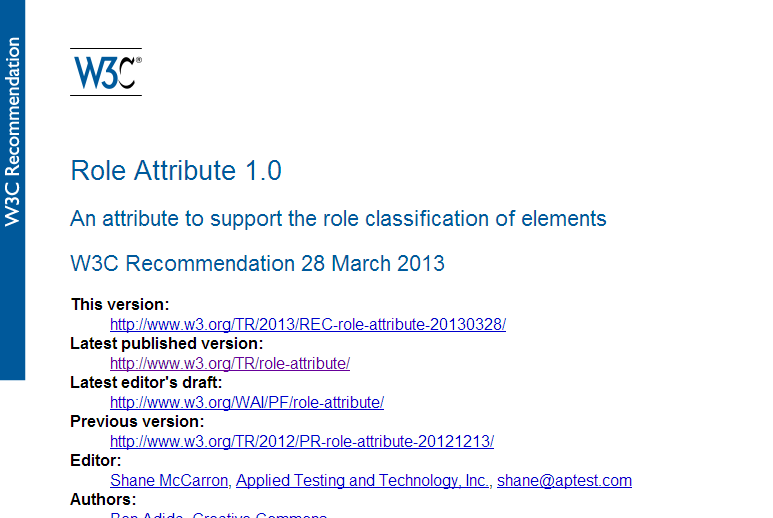 W3C Recommendation
W3C®
Role Attribute 1.0
An attribute to support the role classification of elements
W3C Recommendation 28 March 2013
This version:
http://www.w3.org/TR/2013/REC-role-attribute-20130328/
Latest published version:
http://www.w3.org/TR/role-attribute/
Latest editor's draft:
http://www.w3.org/WAI/PF/role-attribute/
Previous version:
http://www.w3.org/TR/2012/PR-role-attribute-20121213/
Editor:
Shane McCarron, Applied Testing and Technology, Inc., shane@aptest.com
Authors:
Ben Adida, Creative Commons